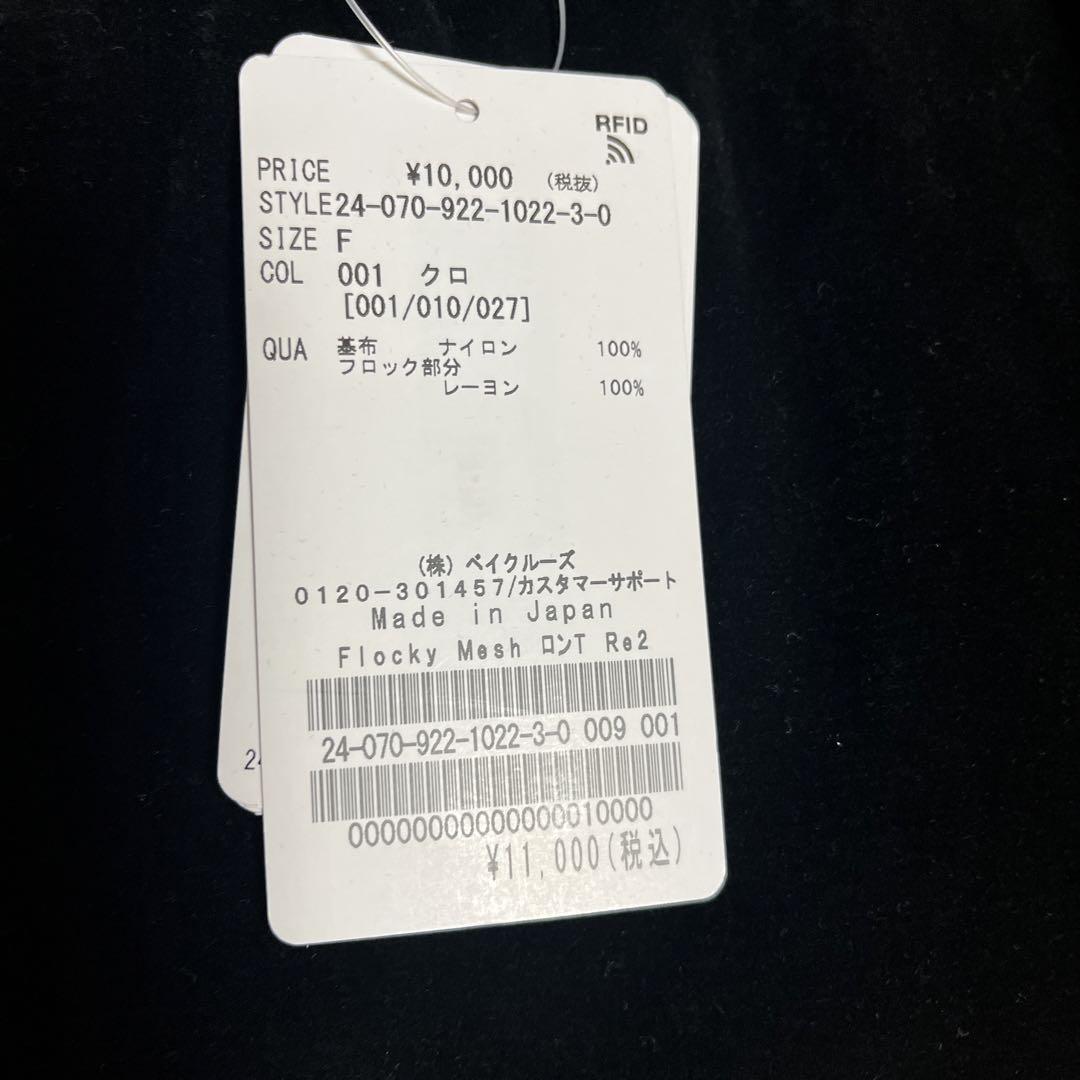 RFID
PRICE ¥10,000 (税抜)
STYLE24-070-922-1022-3-0
SIZE F
COL 001 クロ
[001/010/027]
QUA 基布 ナイロン 100%
フロック部分
レーヨン 100%
(株) ベイクルーズ
0120-301457/カスタマーサポート
Made in Japan
Flocky Mesh ロンT Re2
24-070-922-1022-3-0 009 001
00000000000000010000
¥11,000(税込)